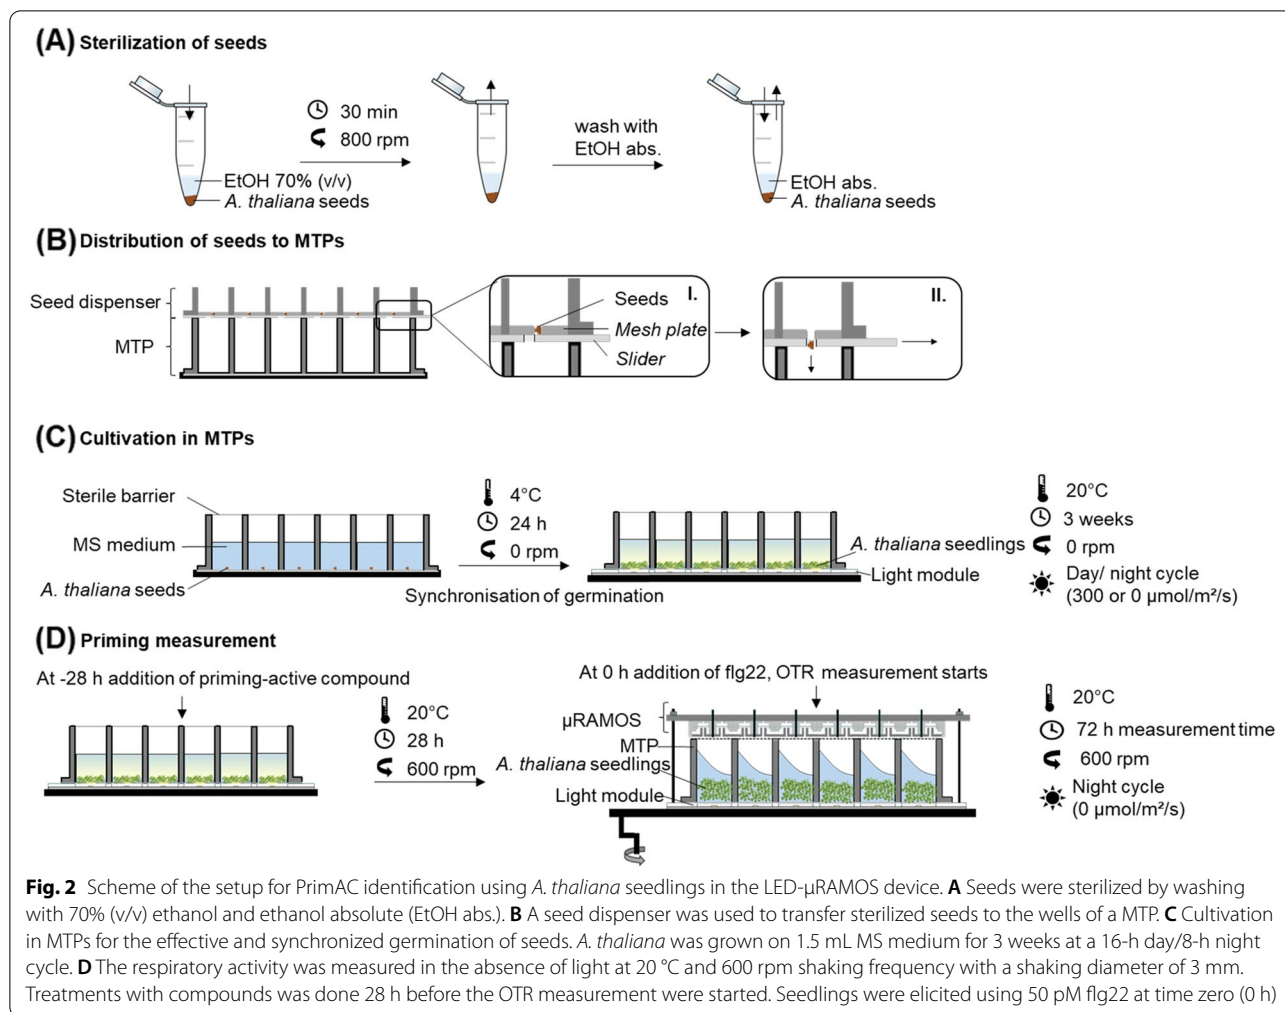 (A) Sterilization of seeds
30 min
800 rpm
EtOH 70% (v/v)
A. thaliana seeds
wash with
EtOH abs.
EtOH abs.
A. thaliana seeds
(B) Distribution of seeds to MTPs
Seed dispenser
MTP
Seeds
I.
Mesh plate
Slider
II.
(C) Cultivation in MTPs
Sterile barrier
MS medium
A. thaliana seeds
4°C
24 h
0 rpm
Synchronisation of germination
A. thaliana seedlings
Light module
20°C
3 weeks
0 rpm
Day/ night cycle
(300 or 0 µmol/m²/s)
(D) Priming measurement
At -28 h addition of priming-active compound
20°C
28 h
600 rpm
At 0 h addition of flg22, OTR measurement starts
µRAMOS
MTP
A. thaliana seedlings
Light module
20°C
72 h measurement time
600 rpm
Night cycle
(0 µmol/m²/s)
Fig. 2 Scheme of the setup for PrimAC identification using A. thaliana seedlings in the LED-µRAMOS device. A Seeds were sterilized by washing
with 70% (v/v) ethanol and ethanol absolute (EtOH abs.). B A seed dispenser was used to transfer sterilized seeds to the wells of a MTP. C Cultivation
in MTPs for the effective and synchronized germination of seeds. A. thaliana was grown on 1.5 mL MS medium for 3 weeks at a 16-h day/8-h night
cycle. D The respiratory activity was measured in the absence of light at 20 °C and 600 rpm shaking frequency with a shaking diameter of 3 mm.
Treatments with compounds was done 28 h before the OTR measurement were started. Seedlings were elicited using 50 pM flg22 at time zero (0 h)